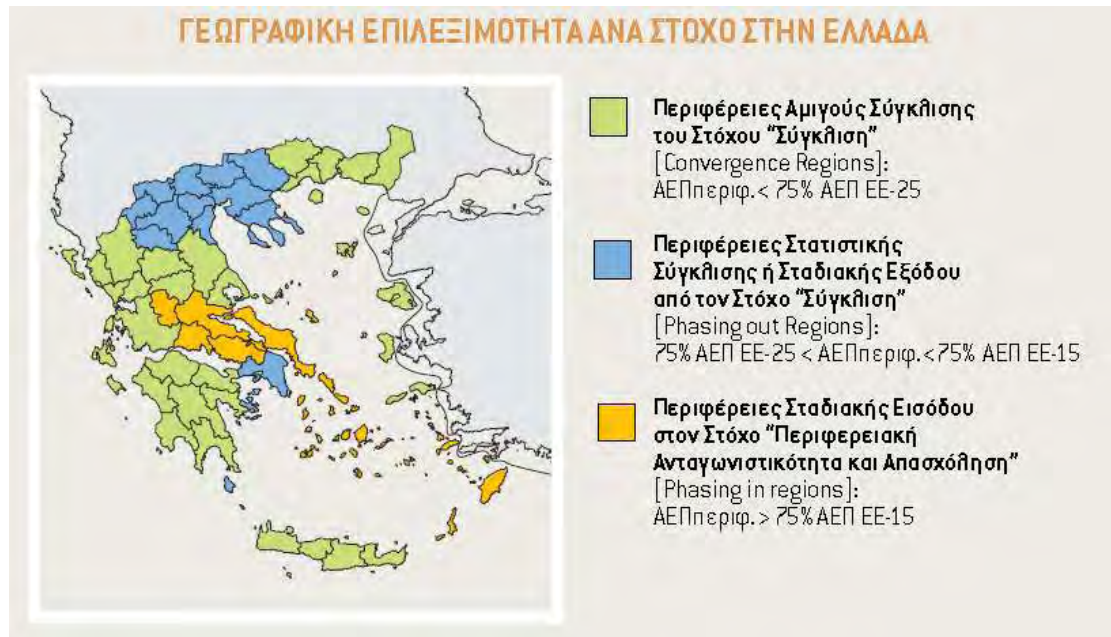 ΓΕΩΓΡΑΦΙΚΗ ΕΠΙΛΕΞΙΜΟΤΗΤΑ ΑΝΑ ΣΤΟΧΟ ΣΤΗΝ ΕΛΛΑΔΑ
Περιφέρειες Αμιγούς Σύγκλισης
του Στόχου "Σύγκλιση"
[Convergence Regions]:
ΑΕΠπεριφ.< 75% ΑΕΠ ΕΕ-25
Περιφέρειες Στατιστικής
Σύγκλισης ή Σταδιακής Εξόδου
από τον Στόχο "Σύγκλιση"
[Phasing out Regions]:
75% ΑΕΠ ΕΕ-25 < ΑΕΠπεριφ.<75% ΑΕΠ ΕΕ-15
Περιφέρειες Σταδιακής Εισόδου
στον Στόχο "Περιφερειακή
Ανταγωνιστικότητα και Απασχόληση"
[Phasing in regions]:
ΑΕΠπεριφ.> 75% ΑΕΠ ΕΕ-15